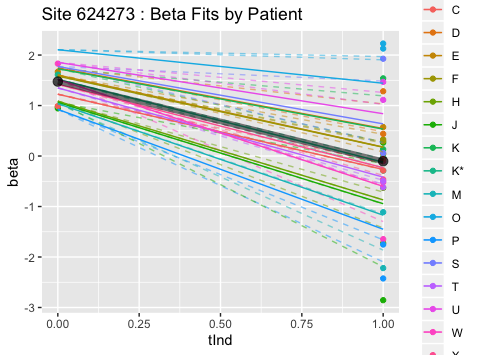 Site 624273 : Beta Fits by Patient
beta
2
1
0
-1
-2
-3
0.00 0.25 0.50 0.75 1.00
tInd
C
D
E
F
H
J
K
K*
M
O
P
S
T
U
W